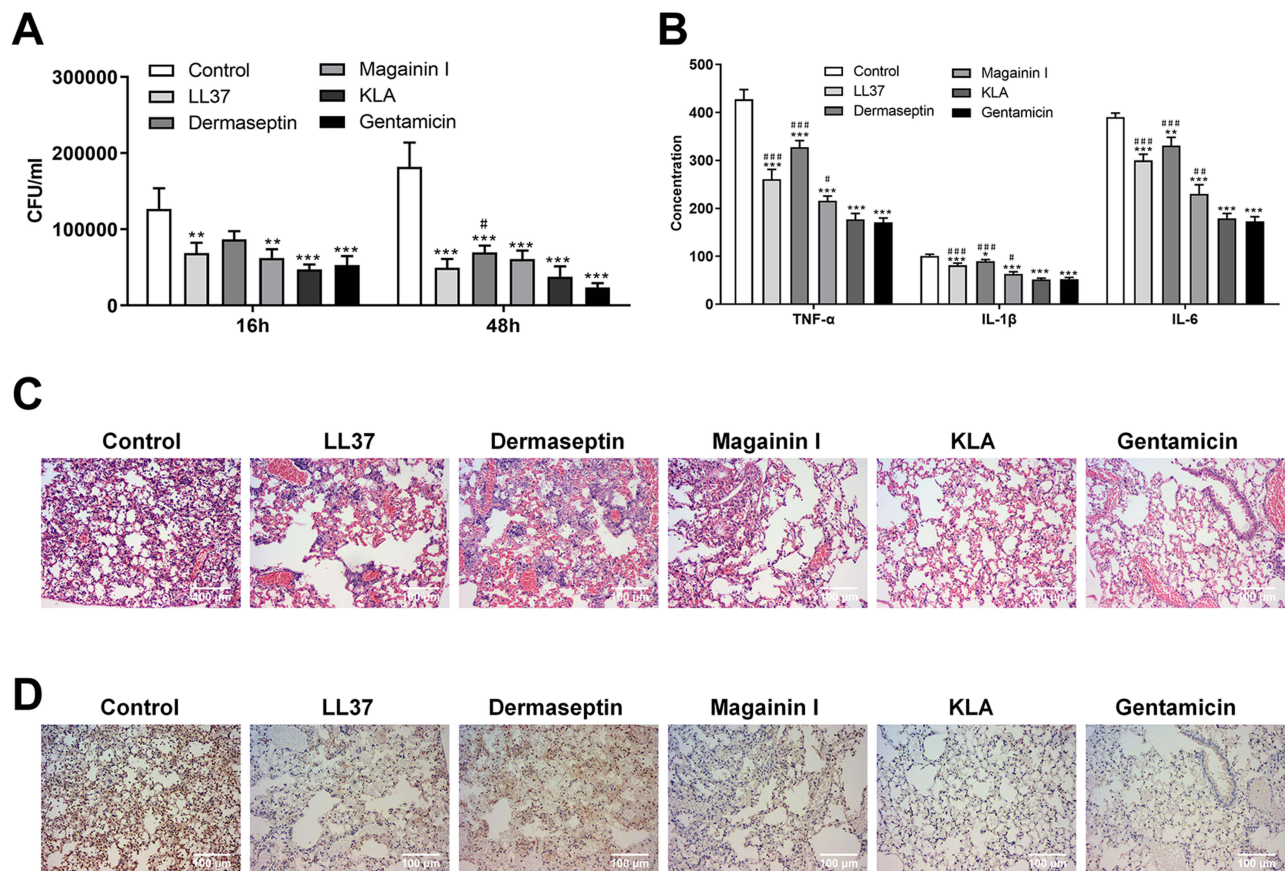 A
Control
LL37
Dermaseptin
Magainin I
KLA
Gentamicin
CFU/ml
300000
200000
100000
0
**
**
***
***
***
#
***
***
***
***
16h
48h
B
Control
LL37
Dermaseptin
Magainin I
KLA
Gentamicin
Concentration
500
400
300
200
100
0
###
***
###
***
#
***
***
***
###
***
###
*
#
***
***
***
###
***
###
**
##
***
***
***
TNF-α
IL-1β
IL-6
C
Control
LL37
Dermaseptin
Magainin I
KLA
Gentamicin
100 μm
100 μm
100 μm
100 μm
100 μm
100 μm
D
Control
LL37
Dermaseptin
Magainin I
KLA
Gentamicin
100 μm
100 μm
100 μm
100 μm
100 μm
100 μm